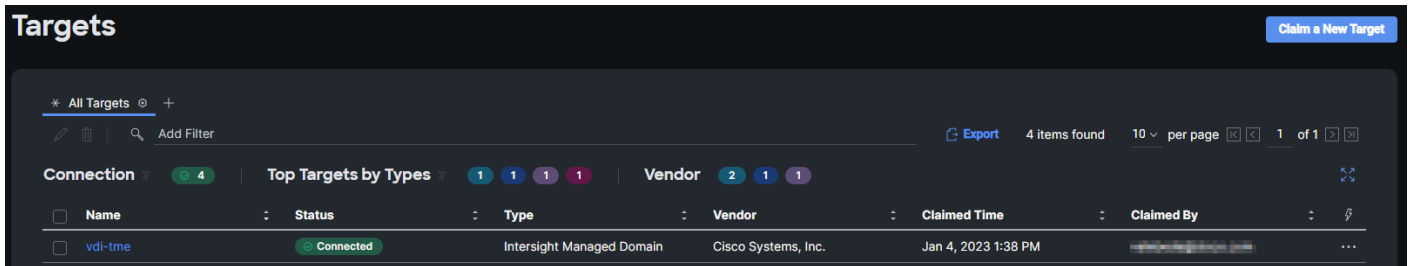 Targets
Claim a New Target
All Targets
Add Filter
Export 4 items found 10 per page 1 of 1
Connection 4 Top Targets by Types 1 1 1 1 Vendor 2 1 1
Name Status Type Vendor Claimed Time Claimed By
vdi-tme Connected Intersight Managed Domain Cisco Systems, Inc. Jan 4, 2023 1:38 PM